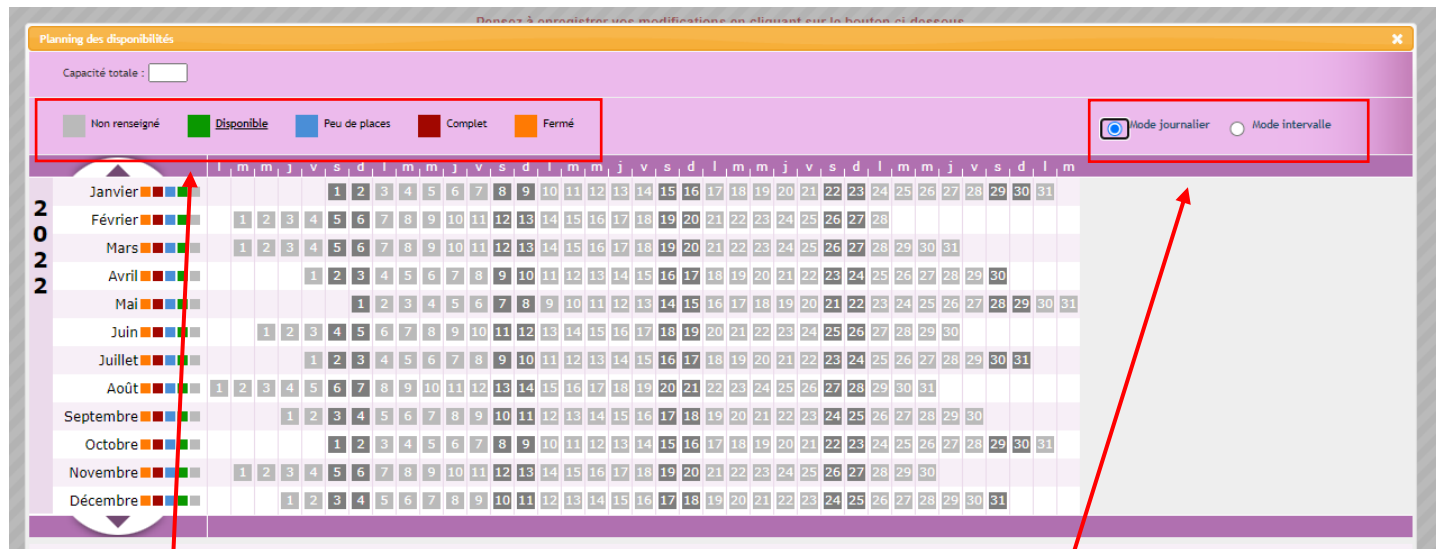 Pensez à enregistrer vos modifications en cliquant sur le bouton ci-dessous
Planning des disponibilités
Capacité totale :
Non renseigné Disponible Peu de places Complet Fermé Mode journalier Mode intervalle
l m m j v s d l m m j v s d l m m j v s d l m m j v s d l m m j v s d l m
2022
Janvier 1 2 3 4 5 6 7 8 9 10 11 12 13 14 15 16 17 18 19 20 21 22 23 24 25 26 27 28 29 30 31
Février 1 2 3 4 5 6 7 8 9 10 11 12 13 14 15 16 17 18 19 20 21 22 23 24 25 26 27 28
Mars 1 2 3 4 5 6 7 8 9 10 11 12 13 14 15 16 17 18 19 20 21 22 23 24 25 26 27 28 29 30 31
Avril 1 2 3 4 5 6 7 8 9 10 11 12 13 14 15 16 17 18 19 20 21 22 23 24 25 26 27 28 29 30
Mai 1 2 3 4 5 6 7 8 9 10 11 12 13 14 15 16 17 18 19 20 21 22 23 24 25 26 27 28 29 30 31
Juin 1 2 3 4 5 6 7 8 9 10 11 12 13 14 15 16 17 18 19 20 21 22 23 24 25 26 27 28 29 30
Juillet 1 2 3 4 5 6 7 8 9 10 11 12 13 14 15 16 17 18 19 20 21 22 23 24 25 26 27 28 29 30 31
Août 1 2 3 4 5 6 7 8 9 10 11 12 13 14 15 16 17 18 19 20 21 22 23 24 25 26 27 28 29 30 31
Septembre 1 2 3 4 5 6 7 8 9 10 11 12 13 14 15 16 17 18 19 20 21 22 23 24 25 26 27 28 29 30
Octobre 1 2 3 4 5 6 7 8 9 10 11 12 13 14 15 16 17 18 19 20 21 22 23 24 25 26 27 28 29 30 31
Novembre 1 2 3 4 5 6 7 8 9 10 11 12 13 14 15 16 17 18 19 20 21 22 23 24 25 26 27 28 29 30
Décembre 1 2 3 4 5 6 7 8 9 10 11 12 13 14 15 16 17 18 19 20 21 22 23 24 25 26 27 28 29 30 31